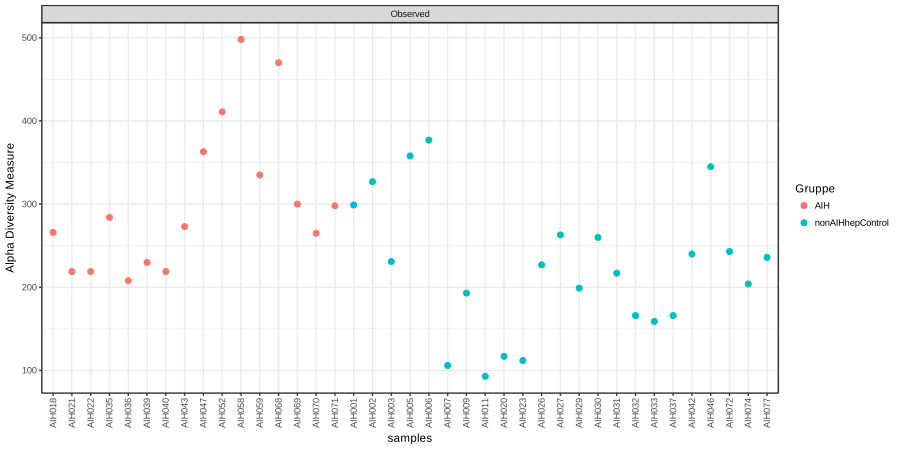 Observed
Alpha Diversity Measure
500
400
300
200
100
AIH018
AIH021
AIH022
AIH035
AIH036
AIH039
AIH040
AIH043
AIH047
AIH052
AIH058
AIH059
AIH068
AIH069
AIH070
AIH071
AIH001
AIH002
AIH003
AIH005
AIH006
AIH007
AIH009
AIH011
AIH020
AIH023
AIH026
AIH027
AIH029
AIH030
AIH031
AIH032
AIH033
AIH037
AIH042
AIH046
AIH072
AIH074
AIH077
samples
Gruppe
AIH
nonAIHhepControl